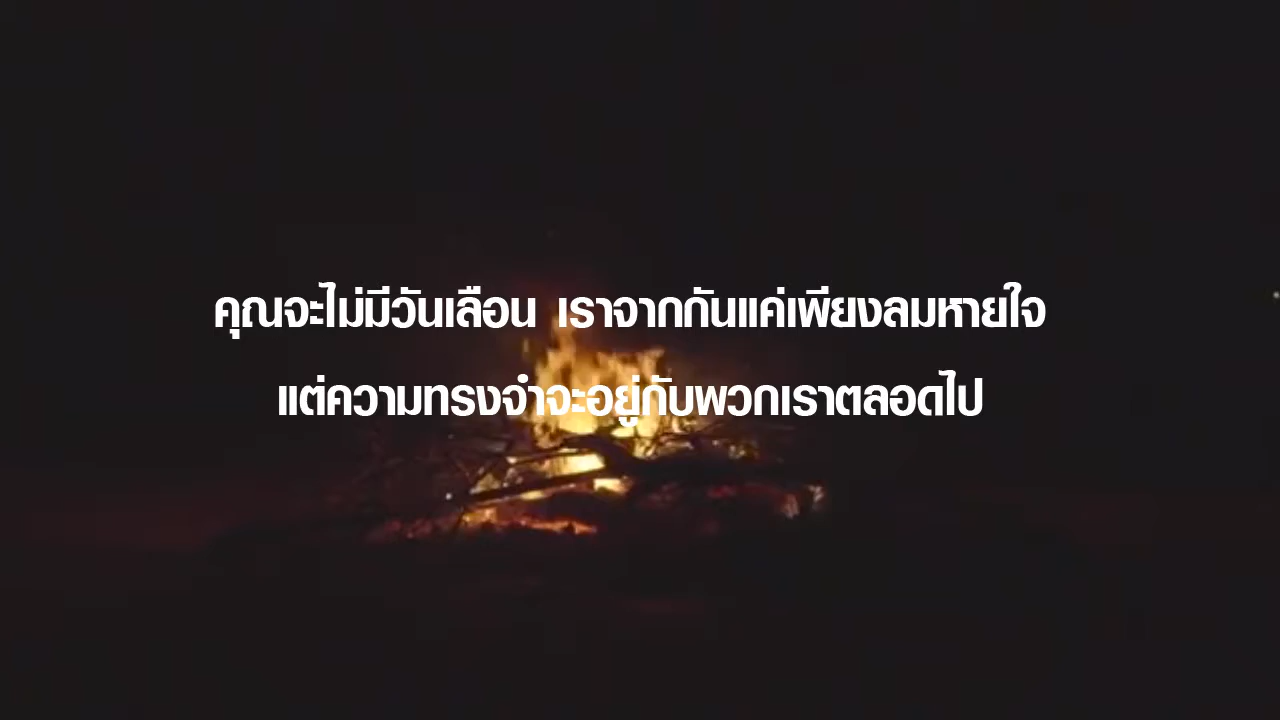 คุณจะไม่มีวันเลือน เราจากกันแค่เพียงลมหายใจ
แต่ความทรงจำจะอยู่กับพวกเราตลอดไป